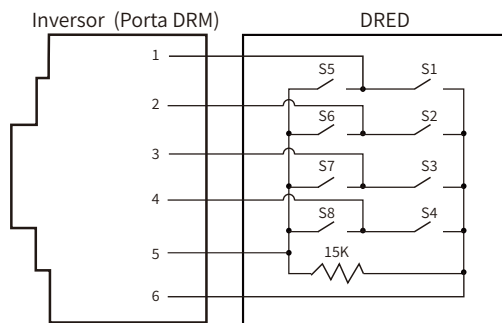 Inversor (Porta DRM)
DRED
1
S5
S1
2
S6
S2
3
S7
S3
4
S8
S4
5
15K
6